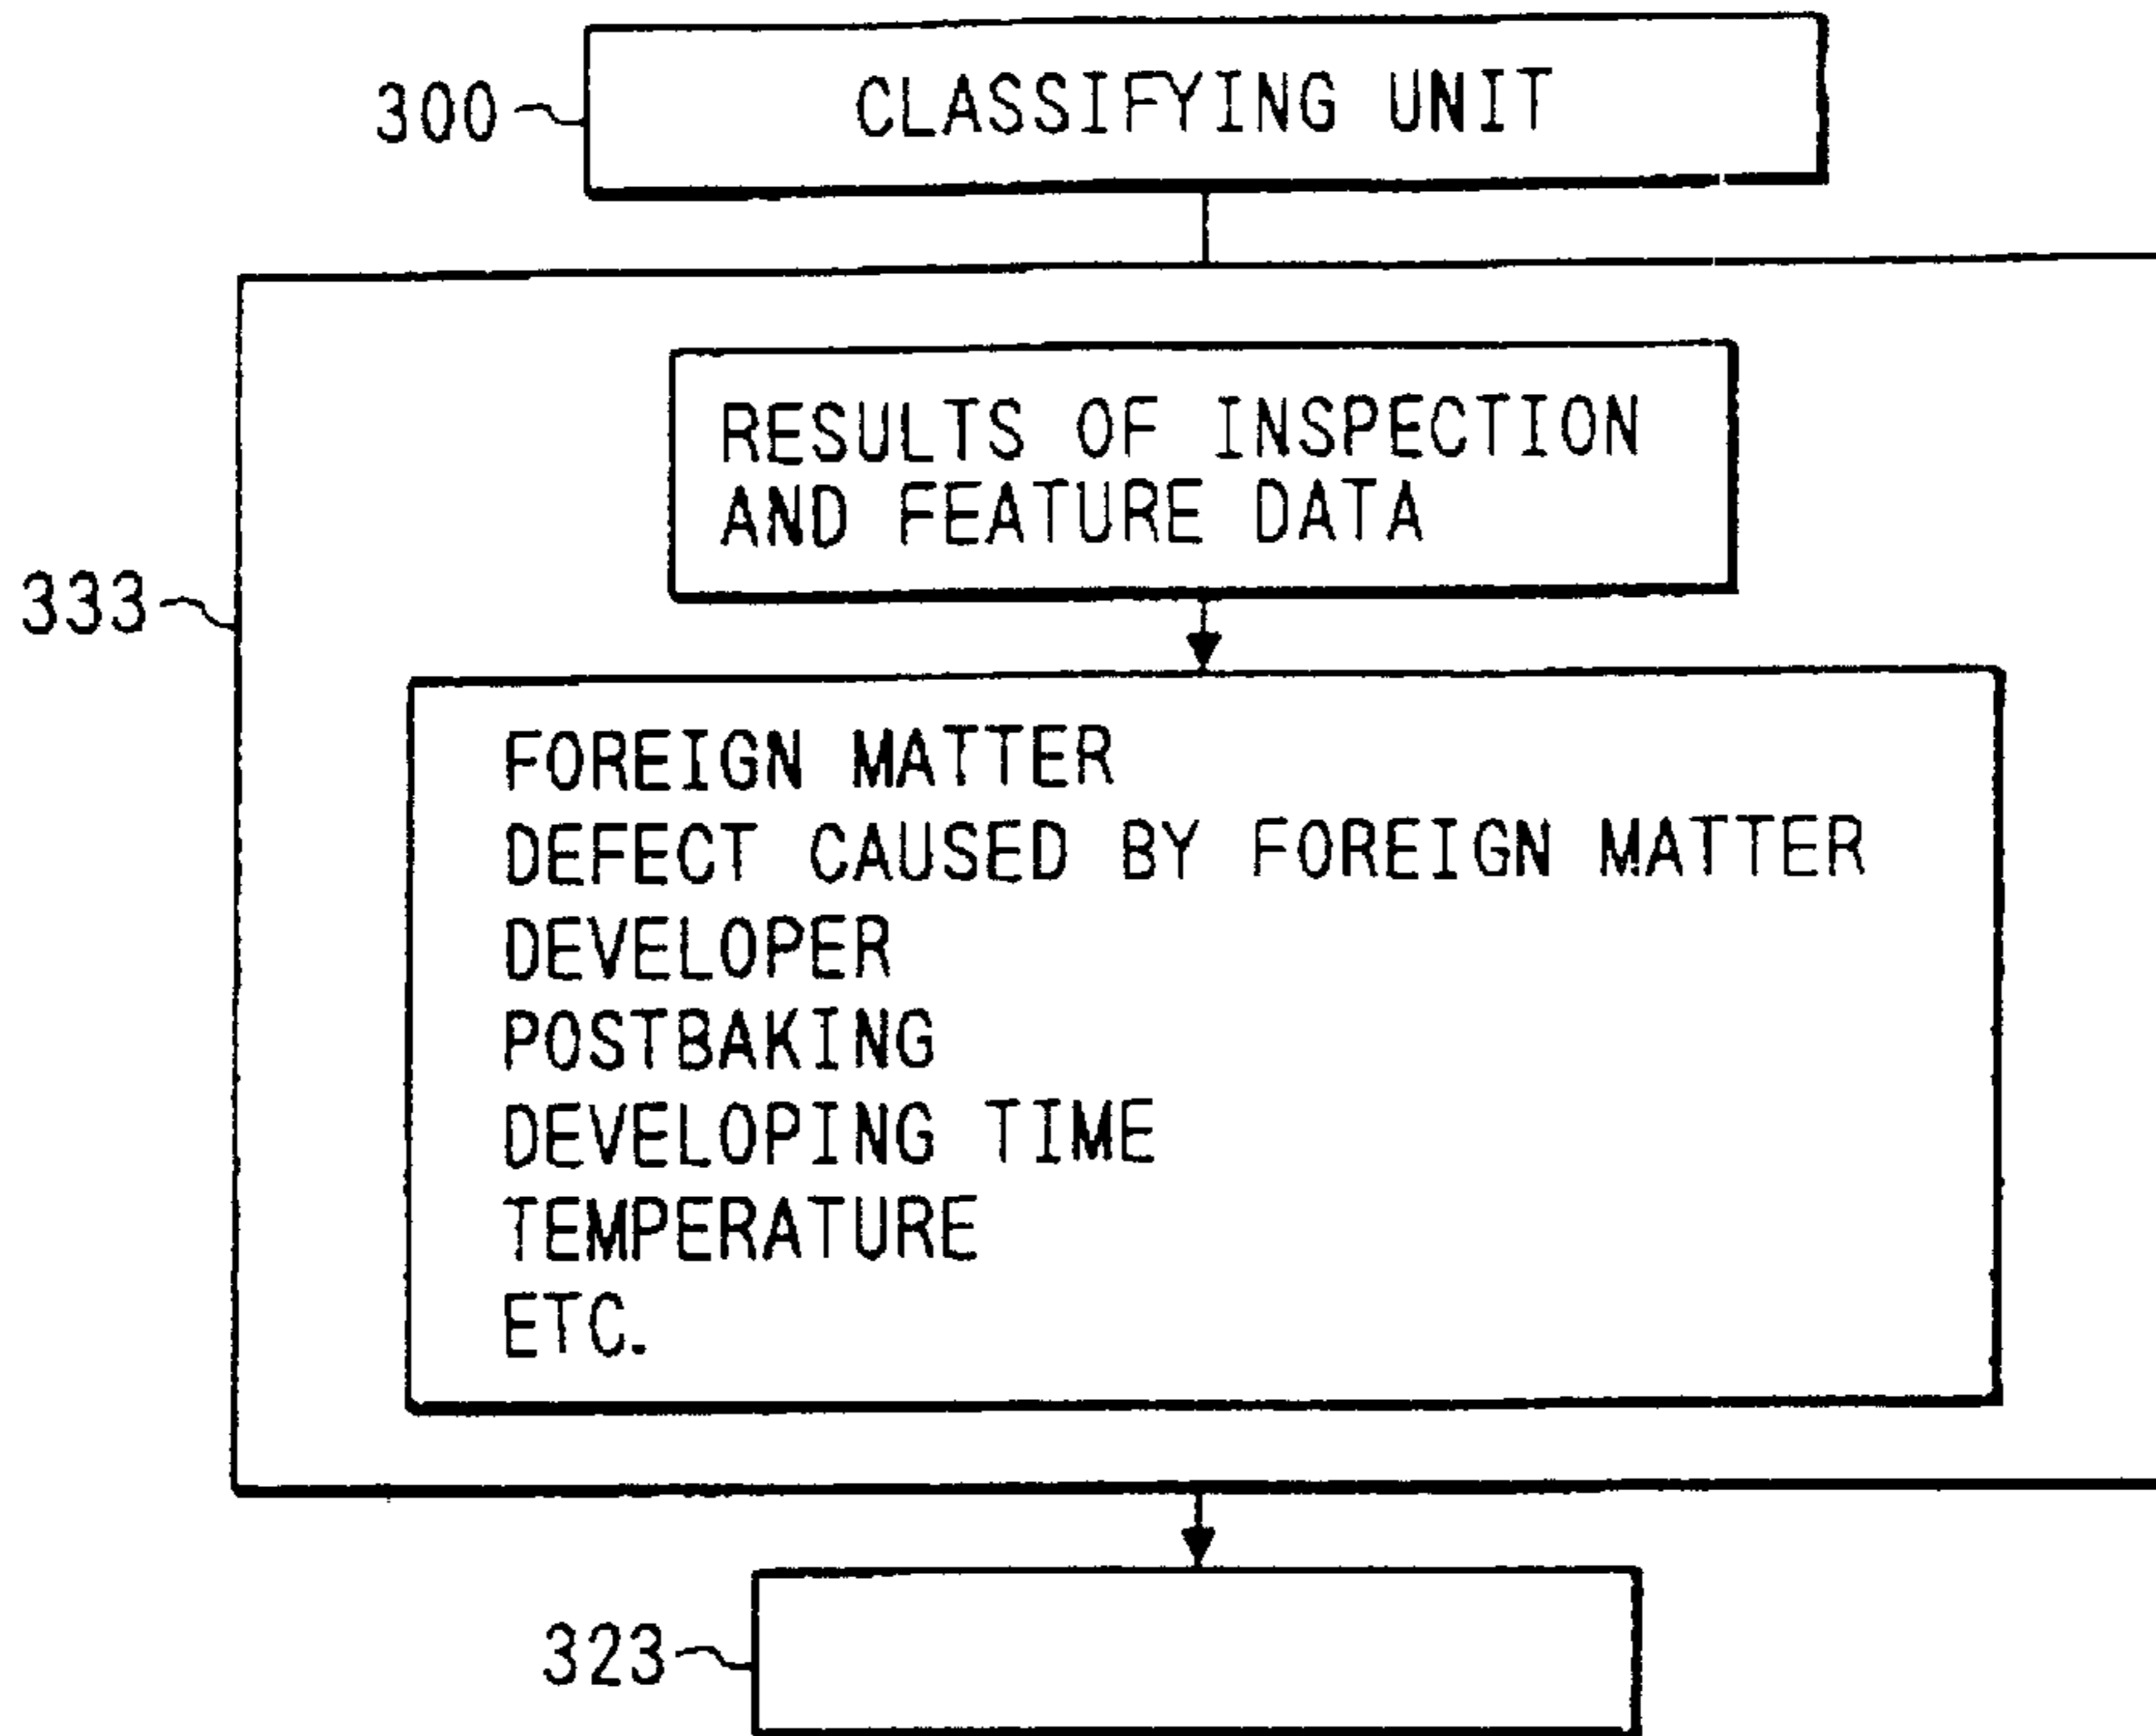 300
CLASSIFYING UNIT
RESULTS OF INSPECTION
AND FEATURE DATA
333
FOREIGN MATTER
DEFECT CAUSED BY FOREIGN MATTER
DEVELOPER
POSTBAKING
DEVELOPING TIME
TEMPERATURE
ETC.
323